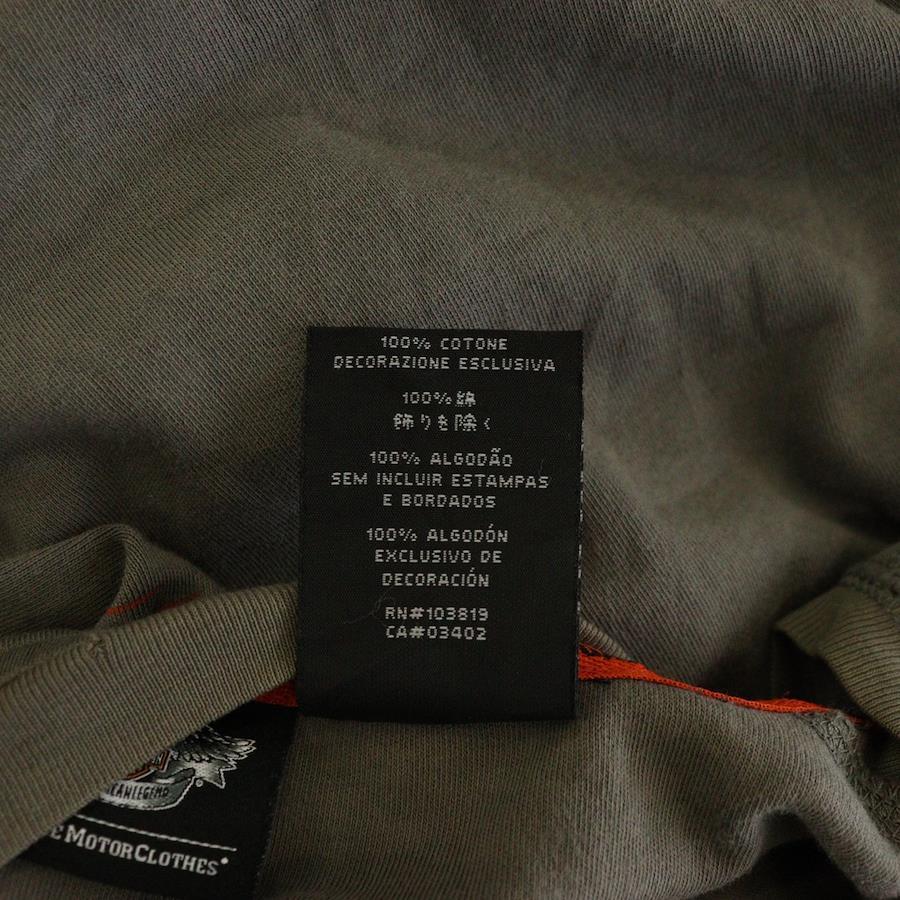 100% COTONE
DECORAZIONE ESCLUSIVA
100% 綿
飾りを除く
100% ALGODÃO
SEM INCLUIR ESTAMPAS
E BORDADOS
100% ALGODÓN
EXCLUSIVO DE
DECORACIÓN
RN#103819
CA#03402
LEGEND
MOTORCLOTHES